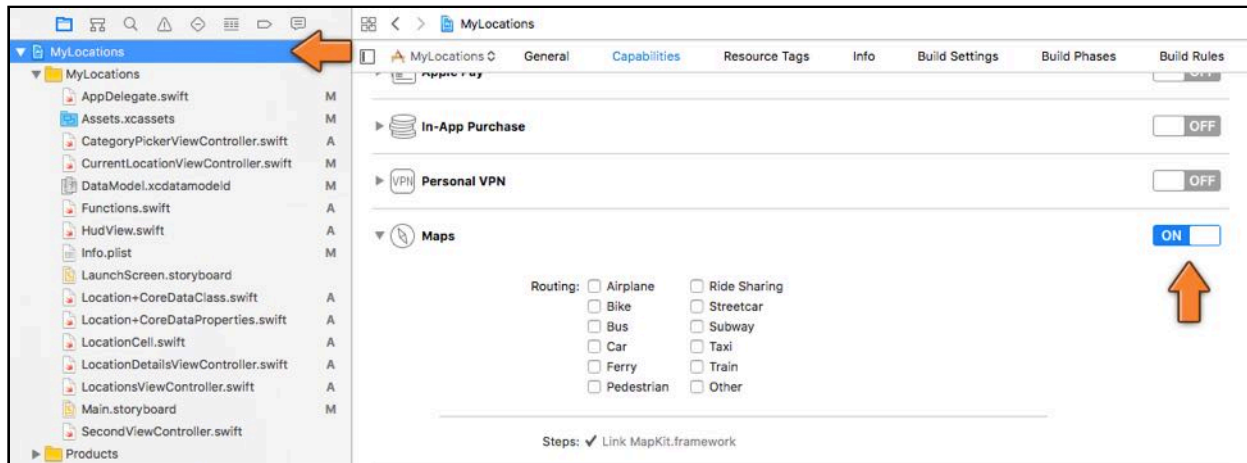 MyLocations
MyLocations
MyLocations General Capabilities Resource Tags Info Build Settings Build Phases Build Rules
MyLocations
AppDelegate.swift M
Assets.xcassets M
CategoryPickerViewController.swift A
CurrentLocationViewController.swift M
DataModel.xcdatamodeld M
Functions.swift A
HudView.swift A
Info.plist M
LaunchScreen.storyboard
Location+CoreDataClass.swift A
Location+CoreDataProperties.swift A
LocationCell.swift A
LocationDetailsViewController.swift A
LocationsViewController.swift A
Main.storyboard M
SecondViewController.swift
Products
Apple Pay OFF
In-App Purchase OFF
VPN Personal VPN OFF
Maps ON
Routing: Airplane Ride Sharing
Bike Streetcar
Bus Subway
Car Taxi
Ferry Train
Pedestrian Other
Steps: ✓ Link MapKit.framework